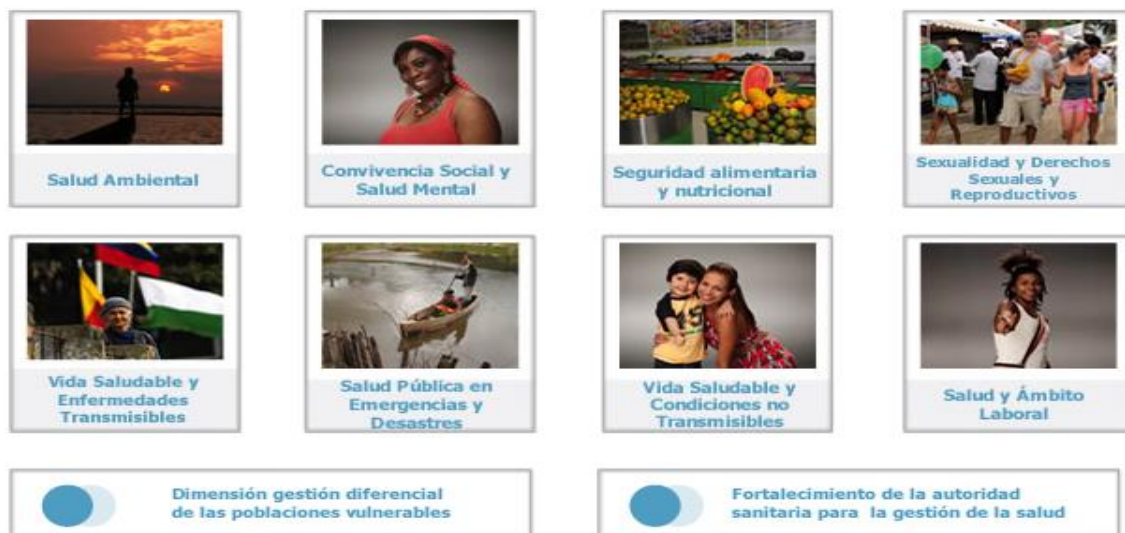 Salud Ambiental
Convivencia Social y
Salud Mental
Seguridad alimentaria
y nutricional
Sexualidad y Derechos
Sexuales y
Reproductivos
Vida Saludable y
Enfermedades
Transmisibles
Salud Pública en
Emergencias y
Desastres
Vida Saludable y
Condiciones no
Transmisibles
Salud y Ámbito
Laboral
Dimensión gestión diferencial
de las poblaciones vulnerables
Fortalecimiento de la autoridad
sanitaria para la gestión de la salud